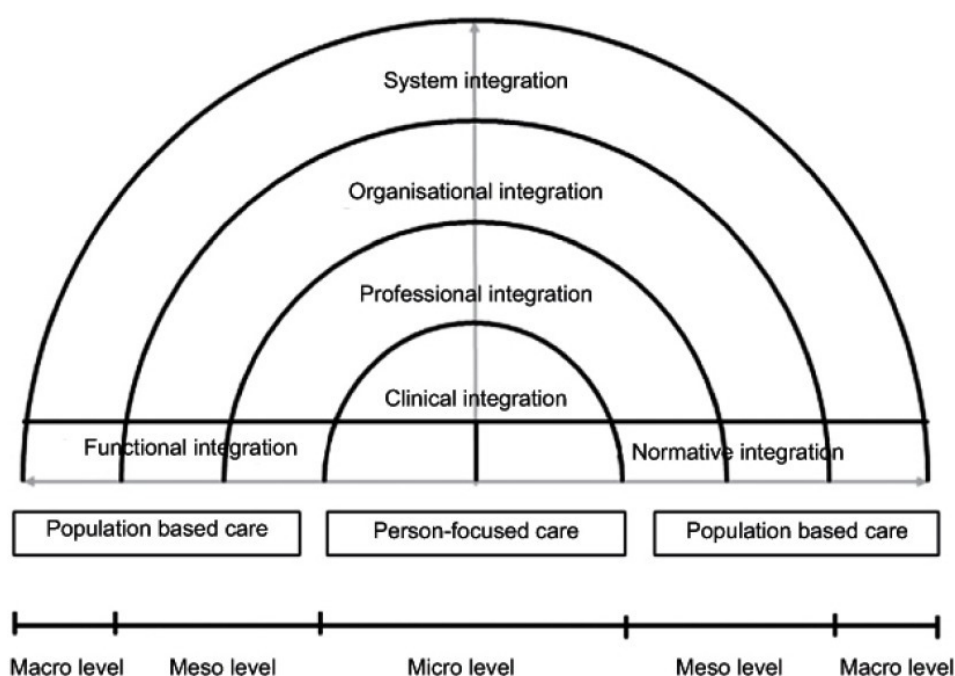 System integration
Organisational integration
Professional integration
Clinical integration
Functional integration Normative integration
Population based care Person-focused care Population based care
Macro level Meso level Micro level Meso level Macro level